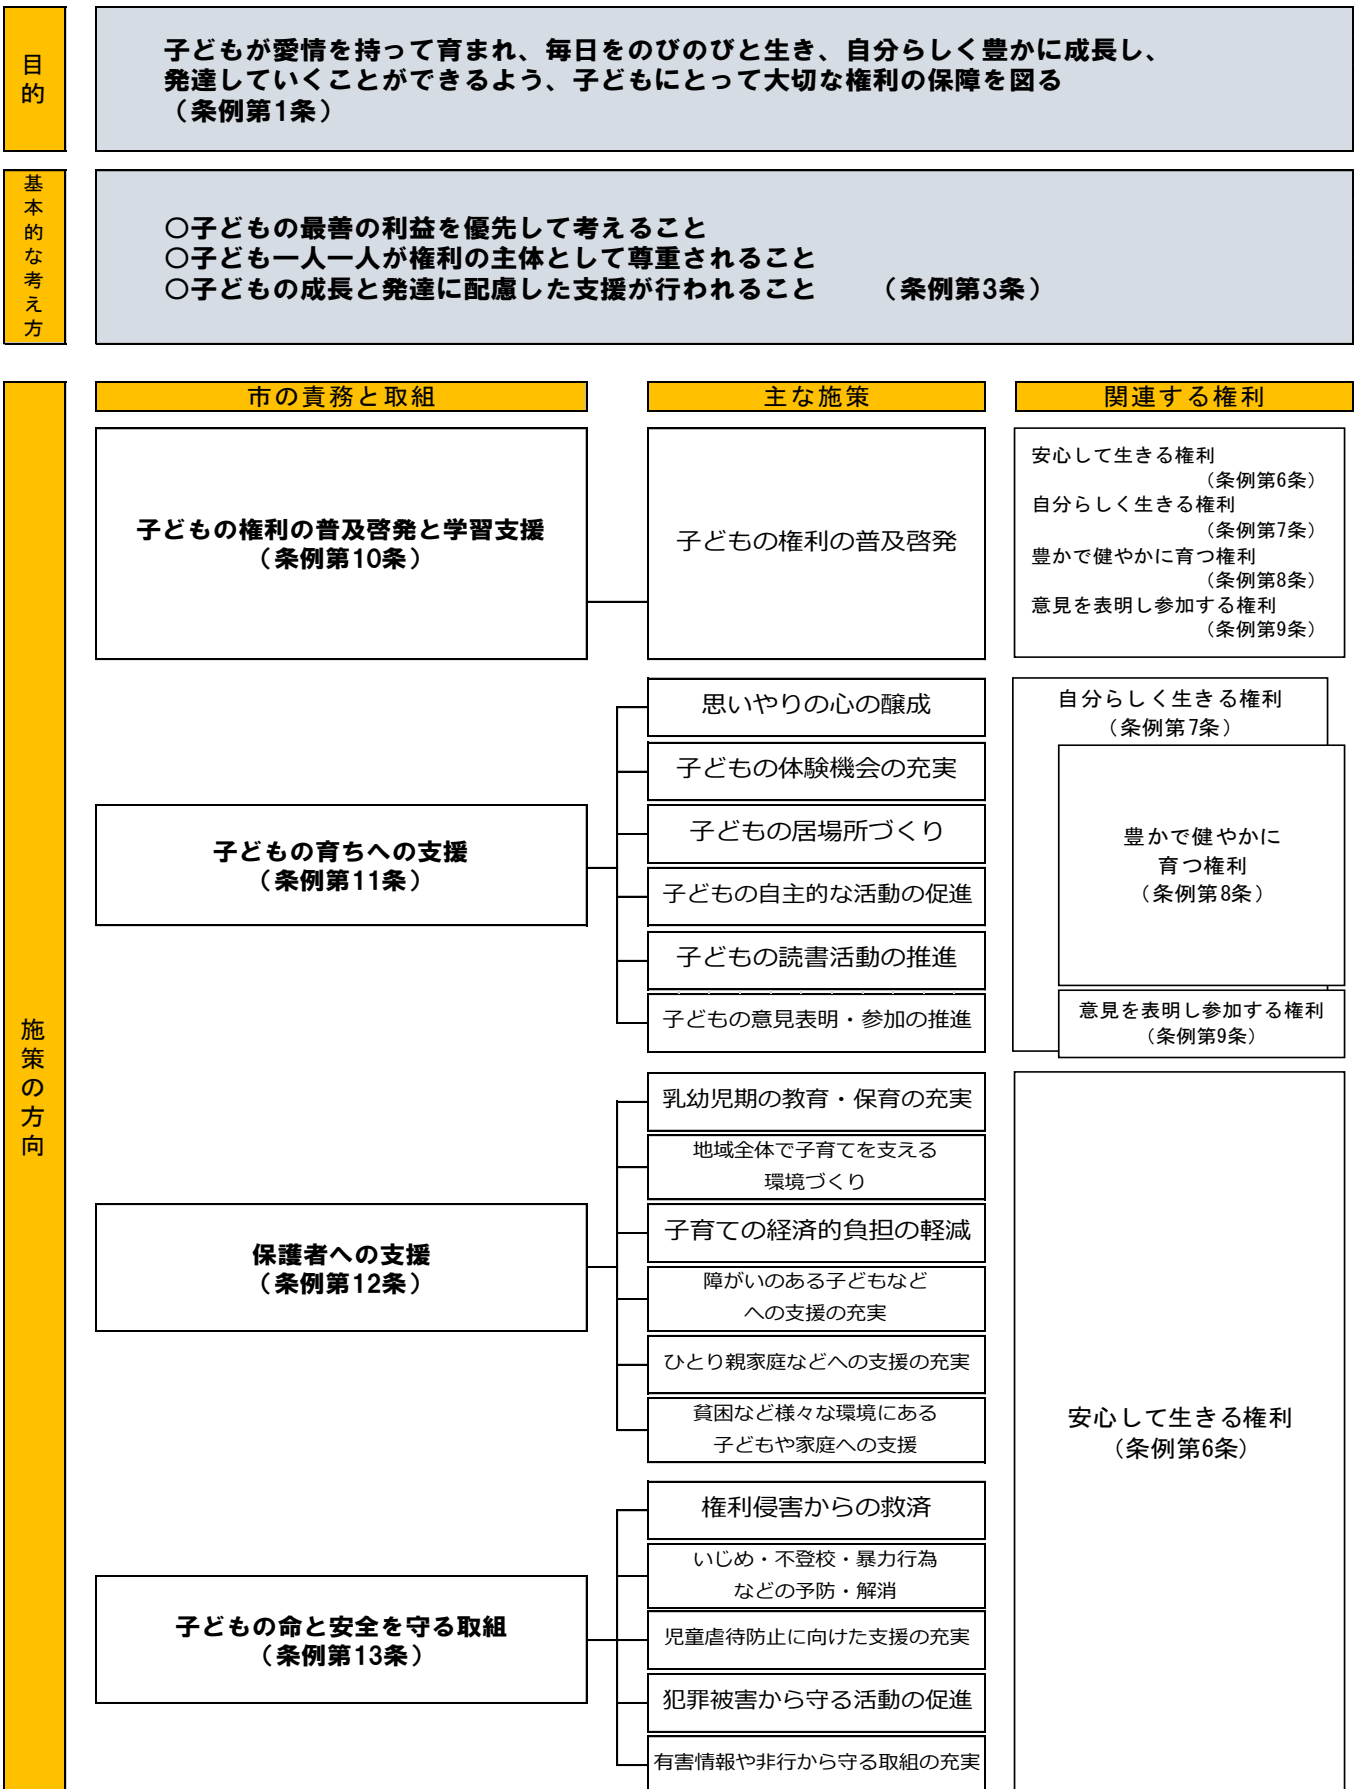 目的
子どもが愛情を持って育まれ、毎日をのびのびと生き、自分らしく豊かに成長し、
発達していくことができるよう、子どもにとって大切な権利の保障を図る
（条例第1条）
基本的な考え方
○子どもの最善の利益を優先して考えること
○子ども一人一人が権利の主体として尊重されること
○子どもの成長と発達に配慮した支援が行われること　　（条例第3条）
施策の方向
市の責務と取組
主な施策
関連する権利
子どもの権利の普及啓発と学習支援
（条例第10条）
子どもの権利の普及啓発
安心して生きる権利
（条例第6条）
自分らしく生きる権利
（条例第7条）
豊かで健やかに育つ権利
（条例第8条）
意見を表明し参加する権利
（条例第9条）
子どもの育ちへの支援
（条例第11条）
思いやりの心の醸成
子どもの体験機会の充実
子どもの居場所づくり
子どもの自主的な活動の促進
子どもの読書活動の推進
子どもの意見表明・参加の推進
自分らしく生きる権利
（条例第7条）
豊かで健やかに
育つ権利
（条例第8条）
意見を表明し参加する権利
（条例第9条）
保護者への支援
（条例第12条）
乳幼児期の教育・保育の充実
地域全体で子育てを支える
環境づくり
子育ての経済的負担の軽減
障がいのある子どもなど
への支援の充実
ひとり親家庭などへの支援の充実
貧困など様々な環境にある
子どもや家庭への支援
子どもの命と安全を守る取組
（条例第13条）
権利侵害からの救済
いじめ・不登校・暴力行為
などの予防・解消
児童虐待防止に向けた支援の充実
犯罪被害から守る活動の促進
有害情報や非行から守る取組の充実
安心して生きる権利
（条例第6条）